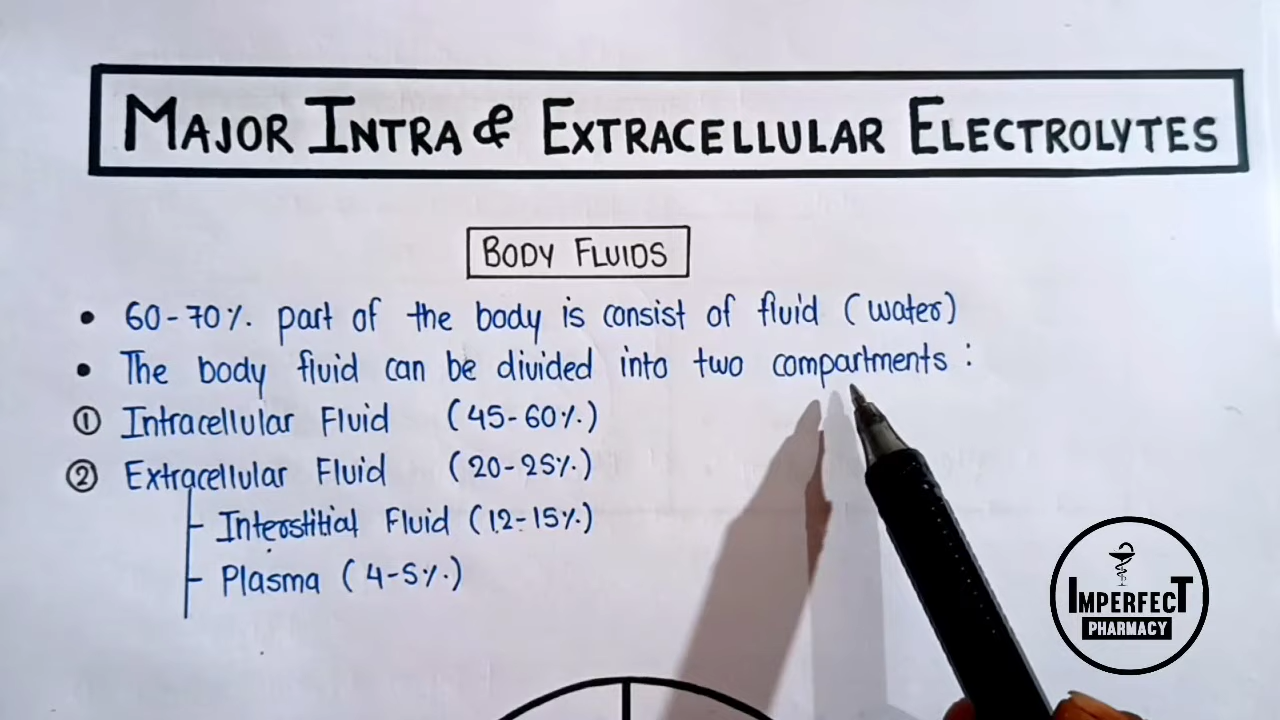 MAJOR INTRA & EXTRACELLULAR ELECTROLYTES
BODY FLUIDS
• 60-70% part of the body is consist of fluid (water)
• The body fluid can be divided into two compartments :
① Intracellular Fluid (45-60%)
② Extracellular Fluid (20-25%)
Interstitial Fluid (12-15%)
Plasma (4-5%)
IMPERFECT
PHARMACY